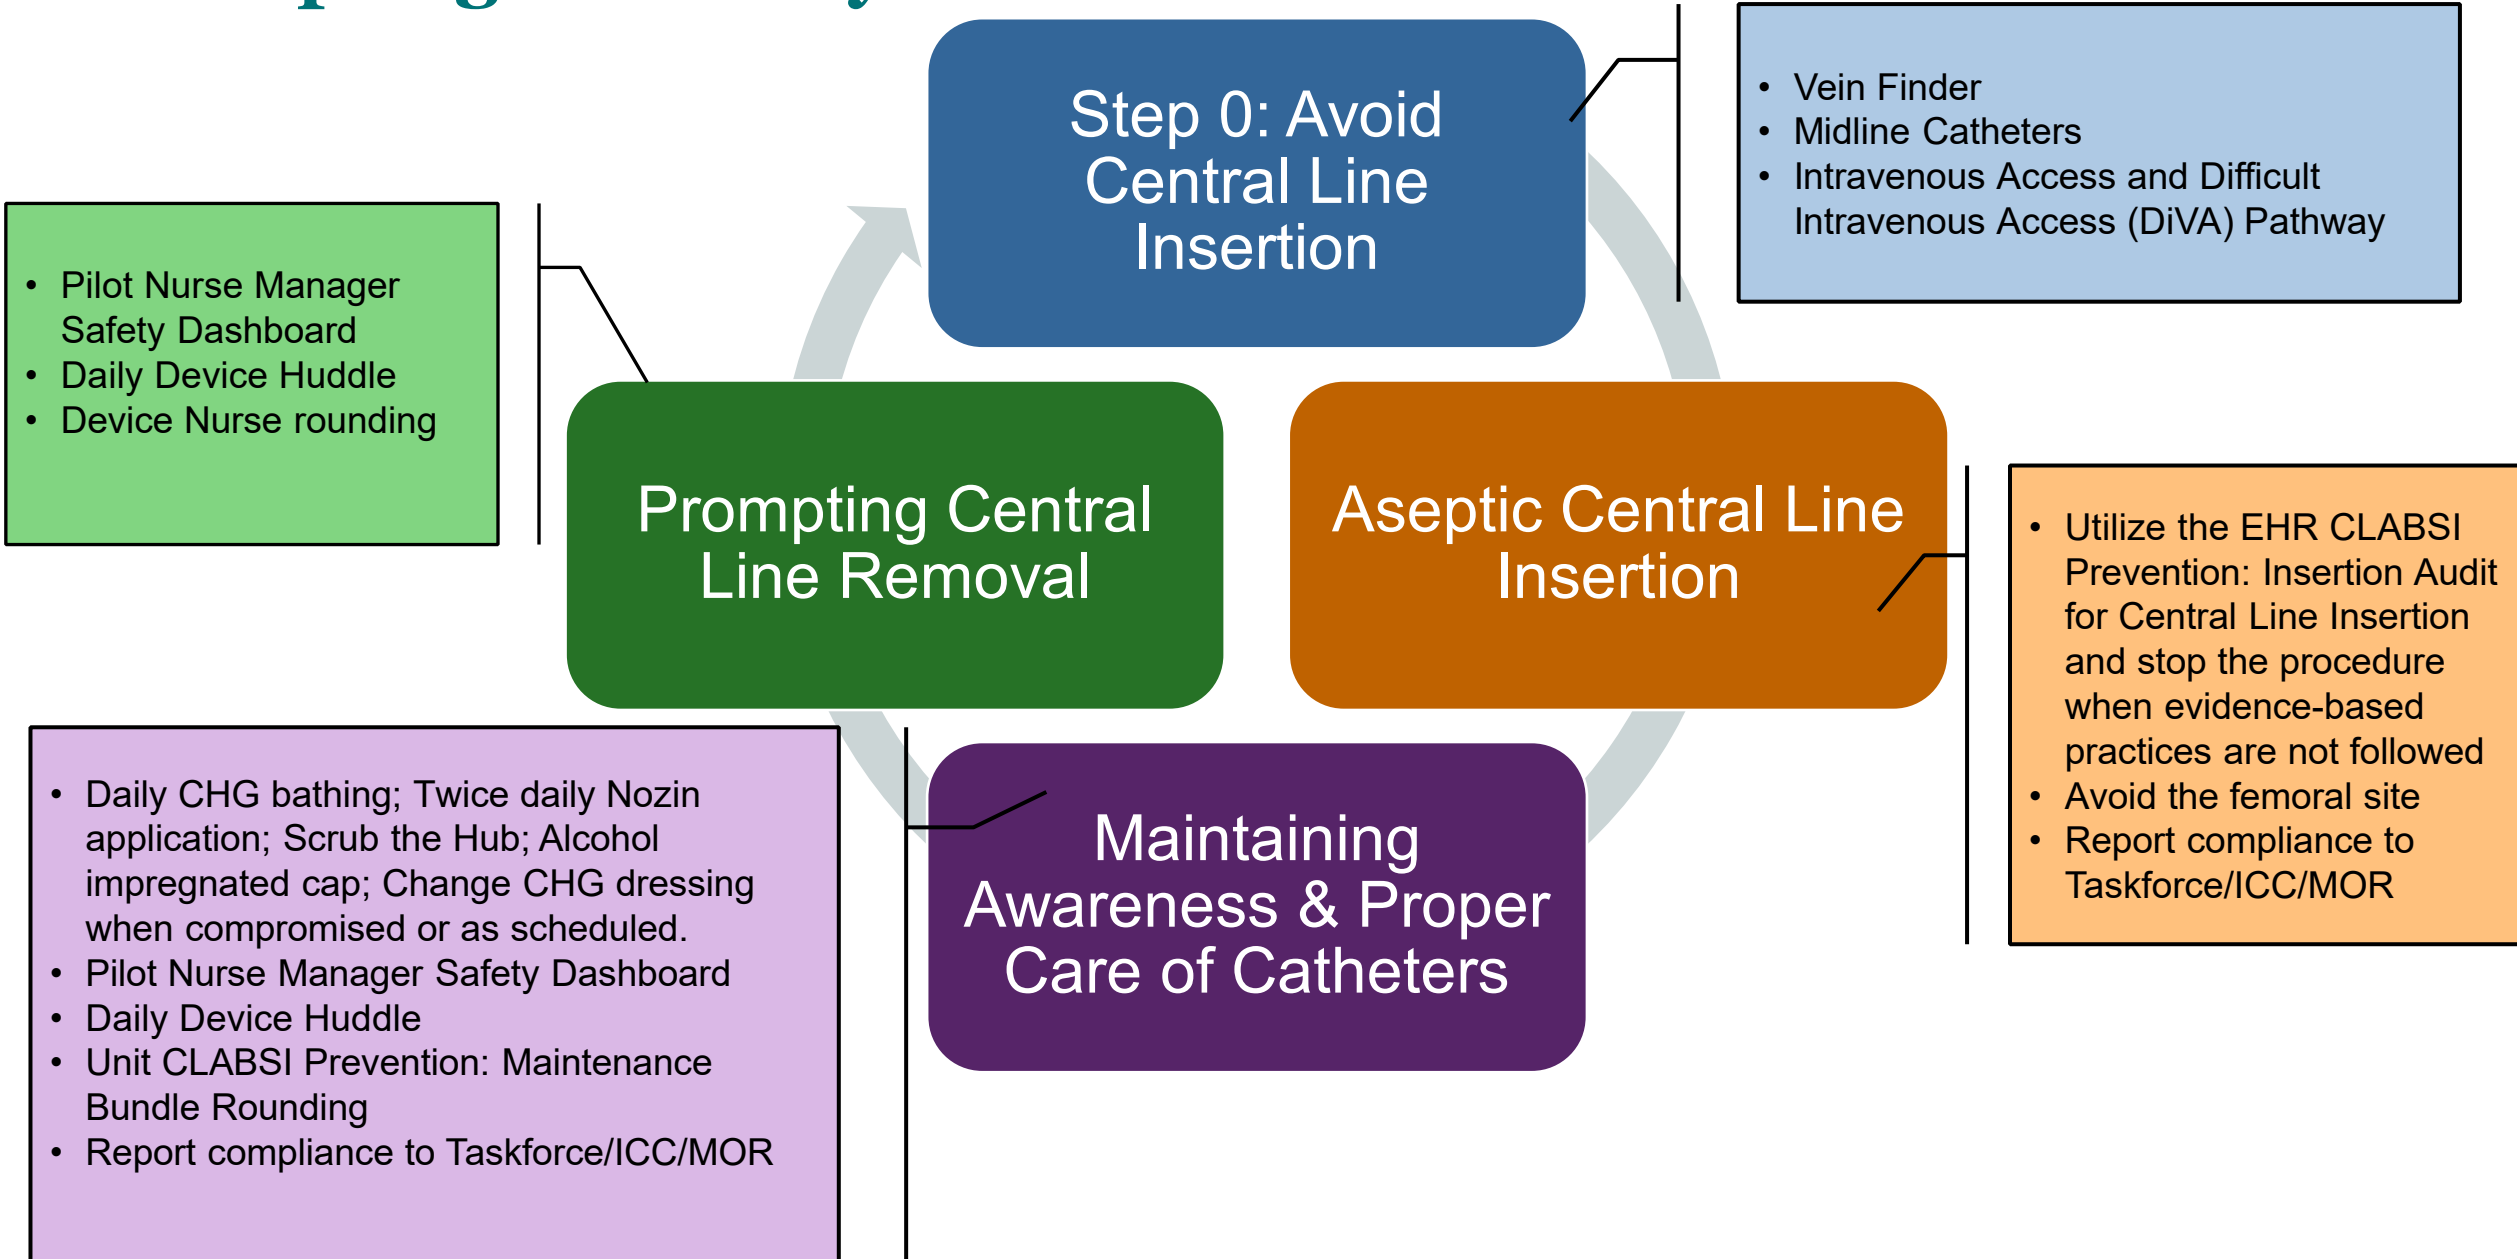 Step 0: Avoid
Central Line
Insertion
• Vein Finder
• Midline Catheters
• Intravenous Access and Difficult
Intravenous Access (DiVA) Pathway
• Pilot Nurse Manager
Safety Dashboard
• Daily Device Huddle
• Device Nurse rounding
Prompting Central
Line Removal
Aseptic Central Line
Insertion
• Utilize the EHR CLABSI
Prevention: Insertion Audit
for Central Line Insertion
and stop the procedure
when evidence-based
practices are not followed
• Avoid the femoral site
• Report compliance to
Taskforce/ICC/MOR
• Daily CHG bathing; Twice daily Nozin
application; Scrub the Hub; Alcohol
impregnated cap; Change CHG dressing
when compromised or as scheduled.
• Pilot Nurse Manager Safety Dashboard
• Daily Device Huddle
• Unit CLABSI Prevention: Maintenance
Bundle Rounding
• Report compliance to Taskforce/ICC/MOR
Maintaining
Awareness & Proper
Care of Catheters